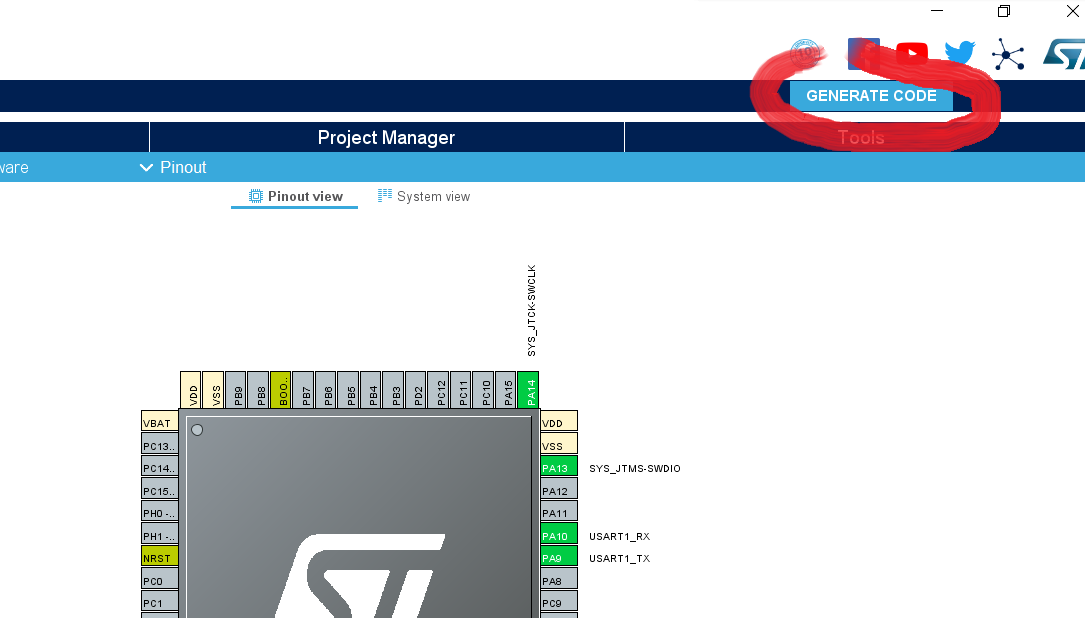 10
GENERATE CODE
Project Manager
Tools
ware
Pinout
Pinout view
System view
SYS_JTCK-SWCLK
VDD
VSS
PB9
PB8
BOO..
PB7
PB6
PB5
PB4
PB3
PD2
PC12
PC11
PC10
PA15
PA14
VBAT
VDD
PC13..
VSS
PC14..
PA13
SYS_JTMS-SWDIO
PC15..
PA12
PH0 -..
PA11
PH1 -..
PA10
USART1_RX
NRST
PA9
USART1_TX
PC0
PA8
PC1
PC9